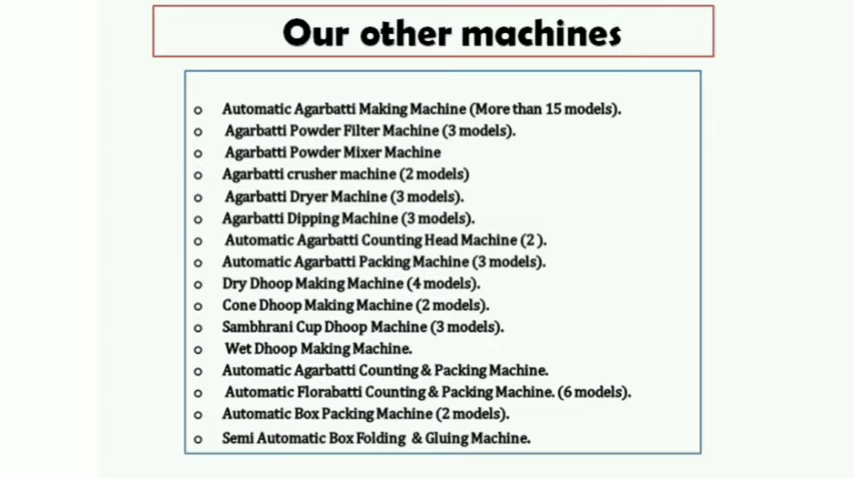 Our other machines
o Automatic Agarbatti Making Machine (More than 15 models).
o Agarbatti Powder Filter Machine (3 models).
o Agarbatti Powder Mixer Machine
o Agarbatti crusher machine (2 models)
o Agarbatti Dryer Machine (3 models).
o Agarbatti Dipping Machine (3 models).
o Automatic Agarbatti Counting Head Machine (2 ).
o Automatic Agarbatti Packing Machine (3 models).
o Dry Dhoop Making Machine (4 models).
o Cone Dhoop Making Machine (2 models).
o Sambhrani Cup Dhoop Machine (3 models).
o Wet Dhoop Making Machine.
o Automatic Agarbatti Counting & Packing Machine.
o Automatic Florabatti Counting & Packing Machine. (6 models).
o Automatic Box Packing Machine (2 models).
o Semi Automatic Box Folding & Gluing Machine.